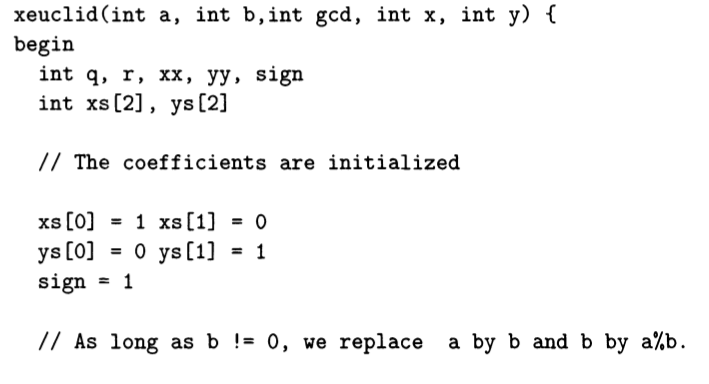 xeuclid(int a, int b,int gcd, int x, int y) {
begin
int q, r, xx, yy, sign
int xs[2], ys[2]
// The coefficients are initialized
xs[0] = 1 xs[1] = 0
ys[0] = 0 ys[1] = 1
sign = 1
// As long as b != 0, we replace a by b and b by a%b.